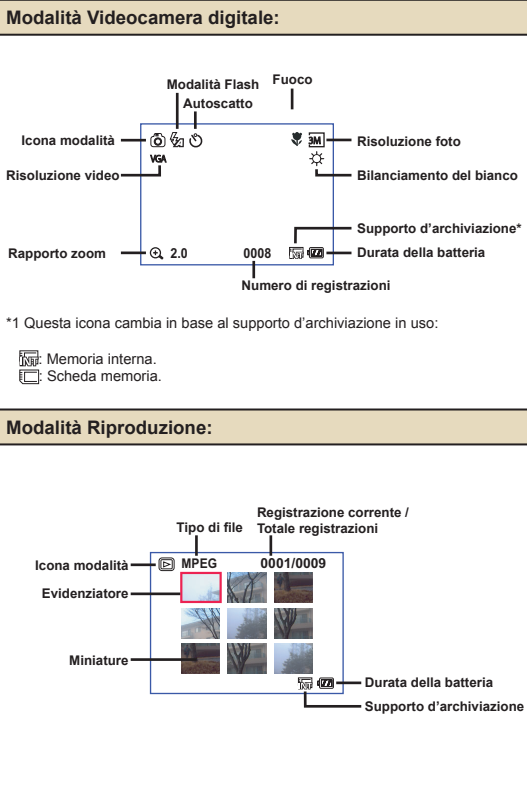 Modalità Videocamera digitale:
Modalità Flash
Fuoco
Autoscatto
Icona modalità
3M
Risoluzione foto
VGA
Risoluzione video
Bilanciamento del bianco
Supporto d'archiviazione*
Rapporto zoom
2.0
0008
INT
Durata della batteria
Numero di registrazioni
*1 Questa icona cambia in base al supporto d'archiviazione in uso:
INT: Memoria interna.
: Scheda memoria.
Modalità Riproduzione:
Registrazione corrente /
Tipo di file
Totale registrazioni
Icona modalità
MPEG
0001/0009
Evidenziatore
Miniature
INT
Durata della batteria
Supporto d'archiviazione